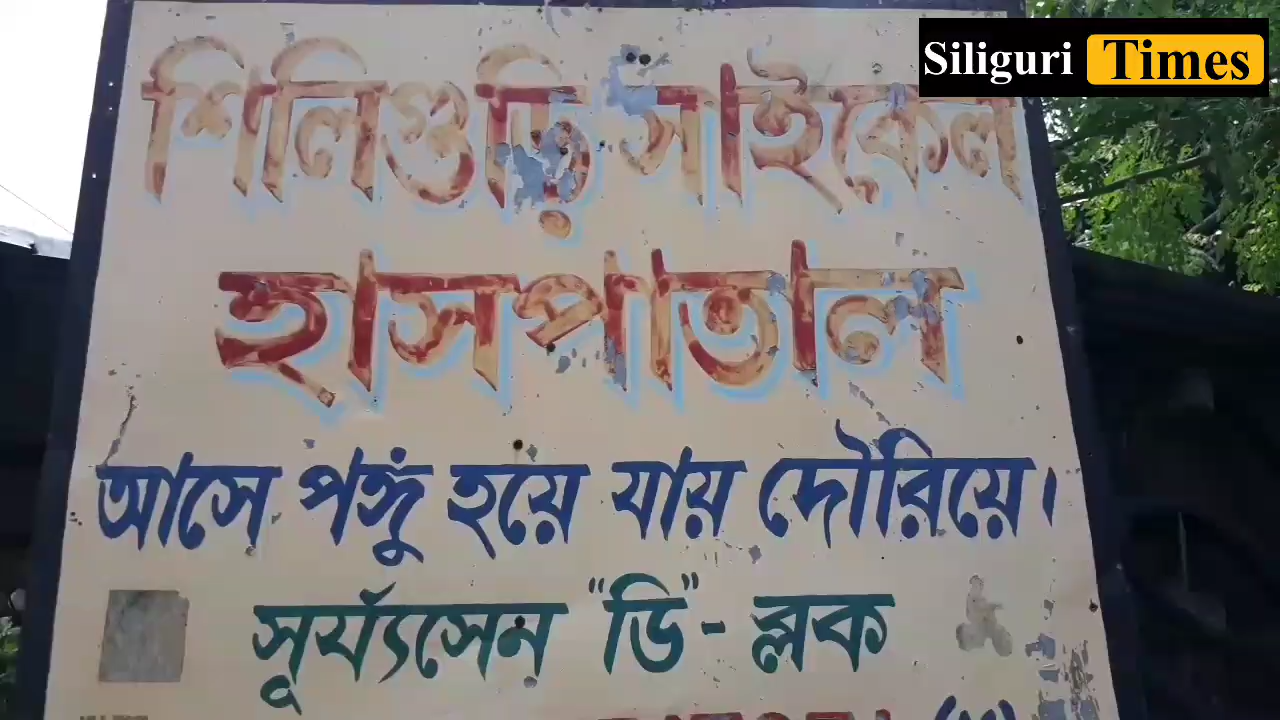 Siliguri Times
শিলিগুড়ি সাইকেল
হাসপাতাল
আসে পঙ্গুঁ হয়ে যায় দৌরিয়ে।
সূর্য্যসেন "ডি"- ব্লক